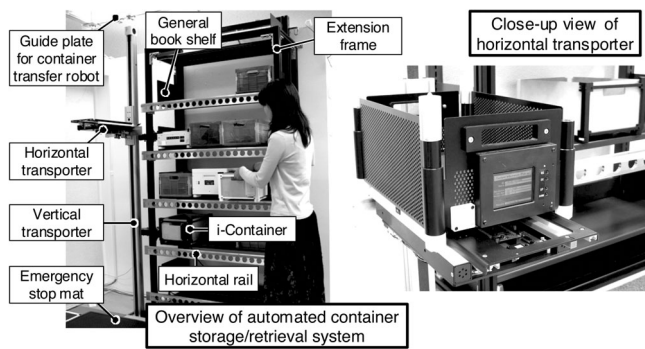 Guide plate
for container
transfer robot
General
book shelf
Extension
frame
Horizontal
transporter
Vertical
transporter
i-Container
Horizontal rail
Emergency
stop mat
Overview of automated container
storage/retrieval system
Close-up view of
horizontal transporter